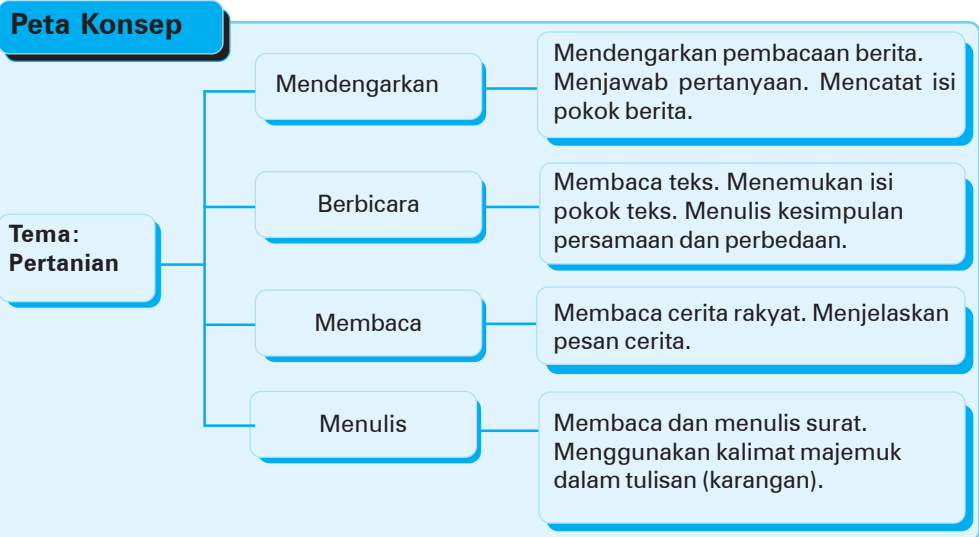 Peta Konsep
Tema:
Pertanian
Mendengarkan
Mendengarkan pembacaan berita.
Menjawab pertanyaan. Mencatat isi
pokok berita.
Berbicara
Membaca teks. Menemukan isi
pokok teks. Menulis kesimpulan
persamaan dan perbedaan.
Membaca
Membaca cerita rakyat. Menjelaskan
pesan cerita.
Menulis
Membaca dan menulis surat.
Menggunakan kalimat majemuk
dalam tulisan (karangan).